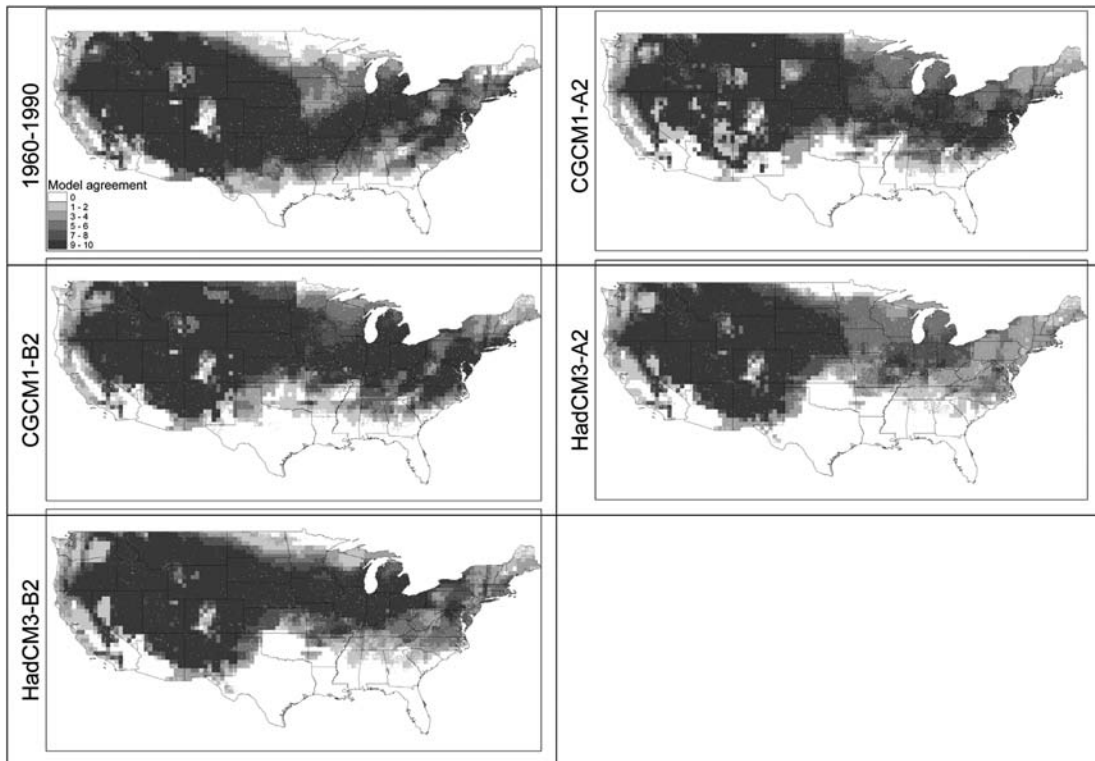 1960-1990
Model agreement
0
1 - 2
3 - 4
5 - 6
7 - 8
9 - 10
CGCM1-A2
CGCM1-B2
HadCM3-A2
HadCM3-B2